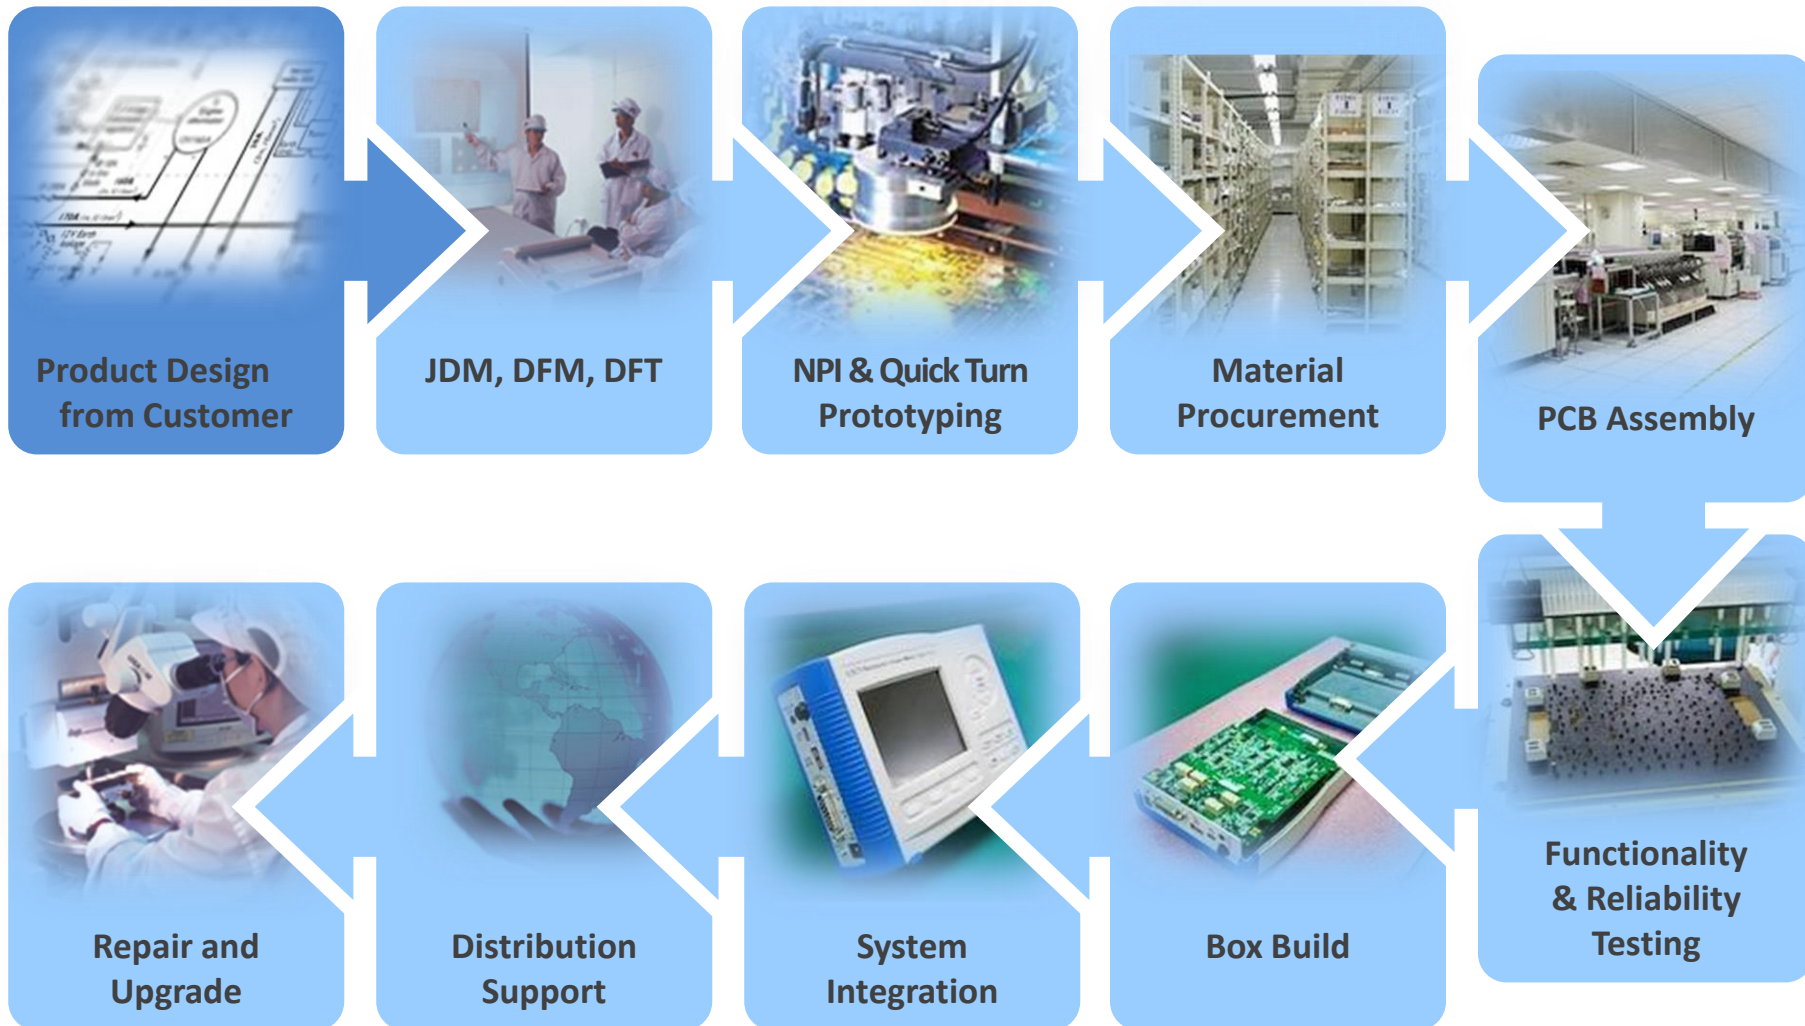 Product Design
from Customer
JDM, DFM, DFT
NPI & Quick Turn
Prototyping
Material
Procurement
PCB Assembly
Functionality
& Reliability
Testing
Box Build
System
Integration
Distribution
Support
Repair and
Upgrade